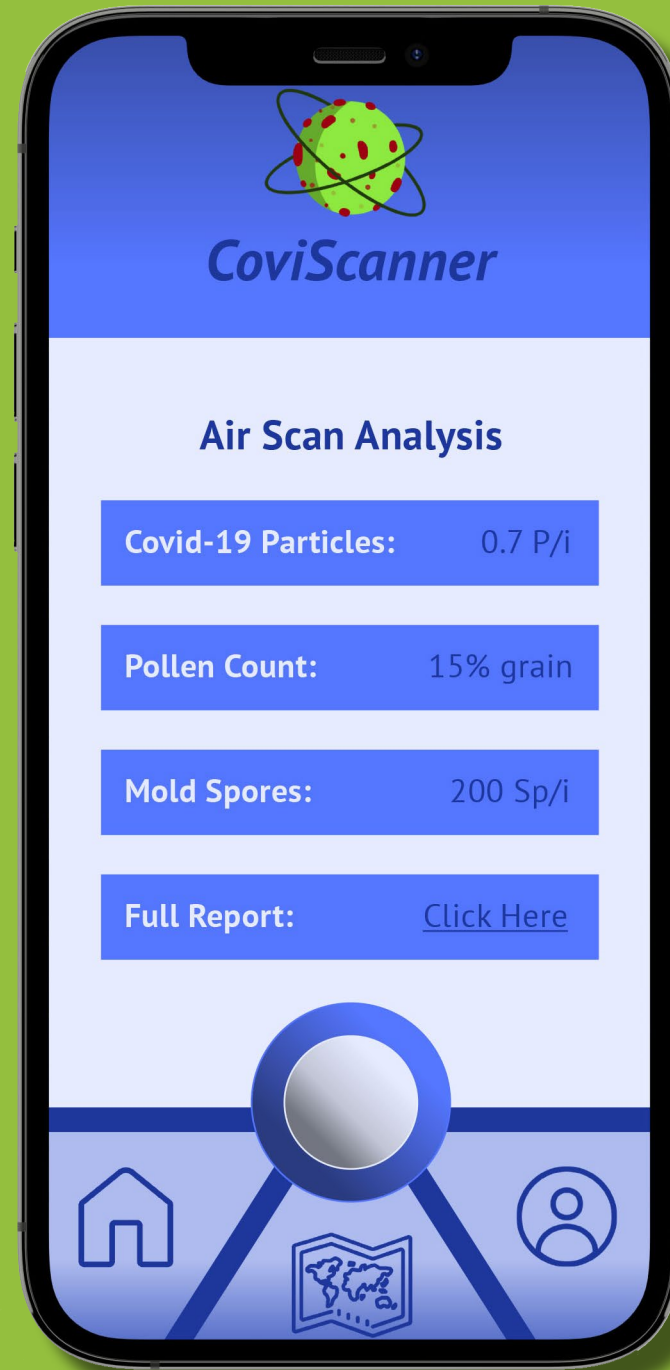 CoviScanner
Air Scan Analysis
Covid-19 Particles: 0.7 P/i
Pollen Count: 15% grain
Mold Spores: 200 Sp/i
Full Report: Click Here